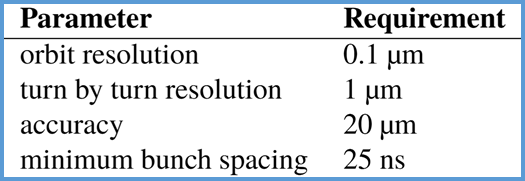 Parameter Requirement
orbit resolution 0.1 µm
turn by turn resolution 1 µm
accuracy 20 µm
minimum bunch spacing 25 ns